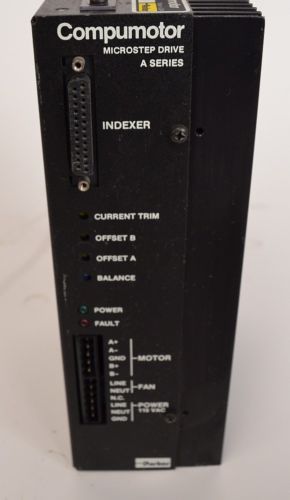 Compumotor
MICROSTEP DRIVE
A SERIES
INDEXER
CURRENT TRIM
OFFSET B
OFFSET A
BALANCE
POWER
FAULT
A+
A−
GND
B+
B−
MOTOR
LINE
NEUT
FAN
N.C.
LINE
NEUT
GND
POWER
115 VAC
Parker